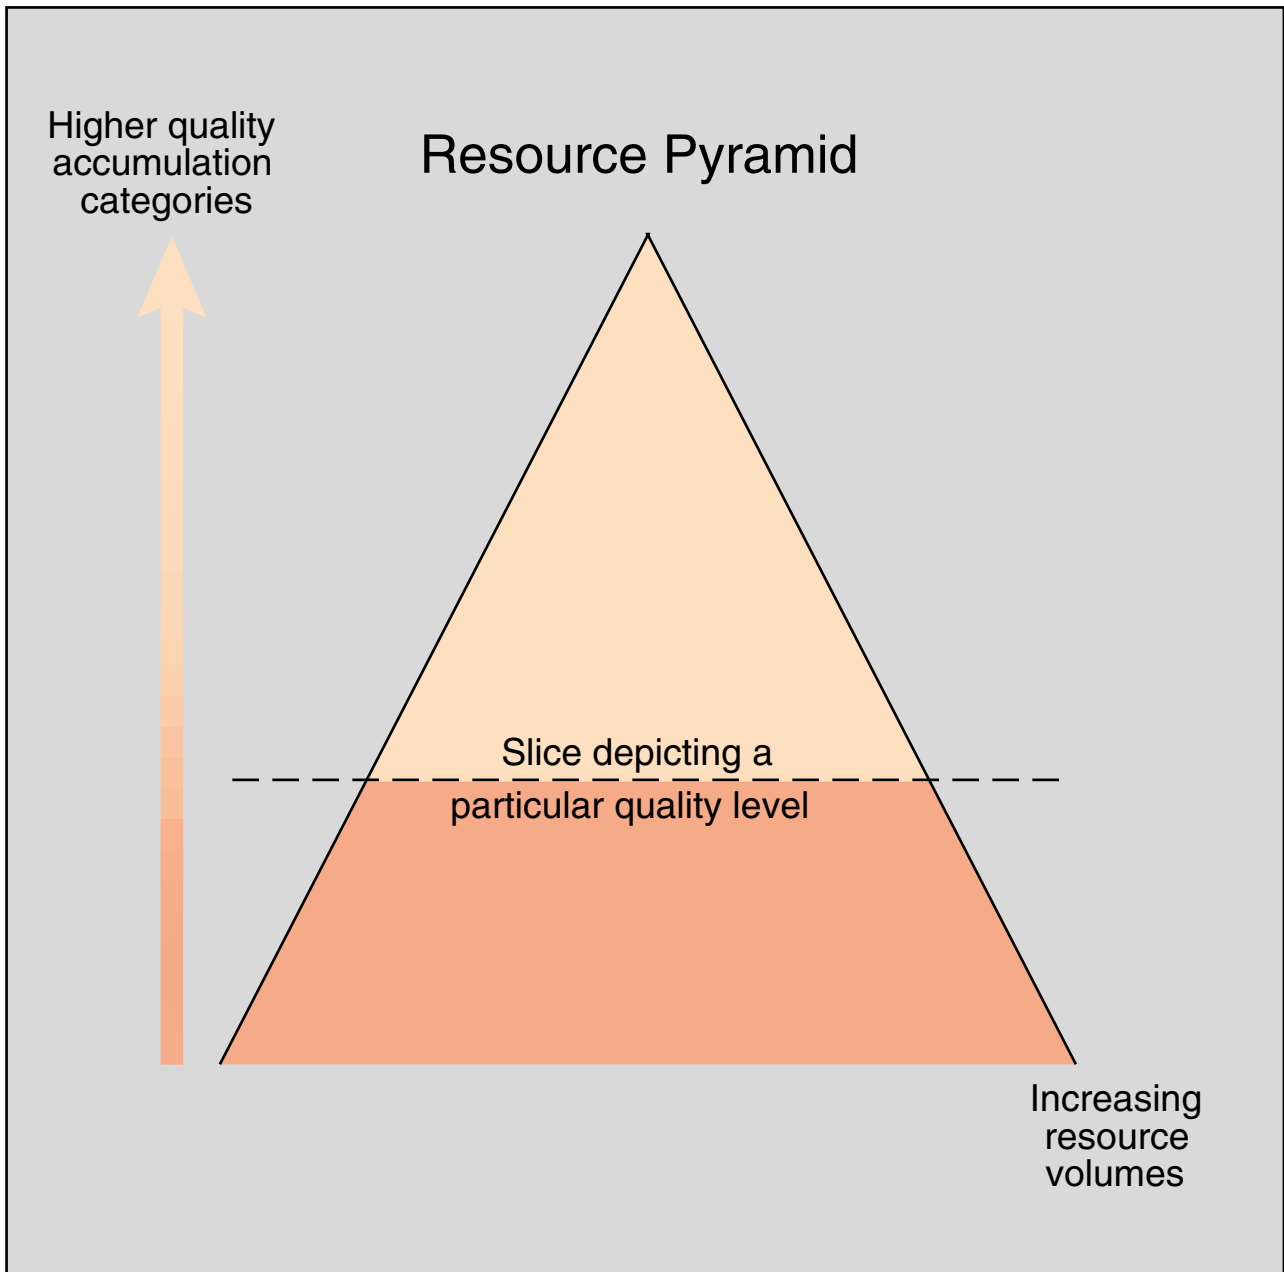 Higher quality
accumulation
categories
Resource Pyramid
Slice depicting a
particular quality level
Increasing
resource
volumes